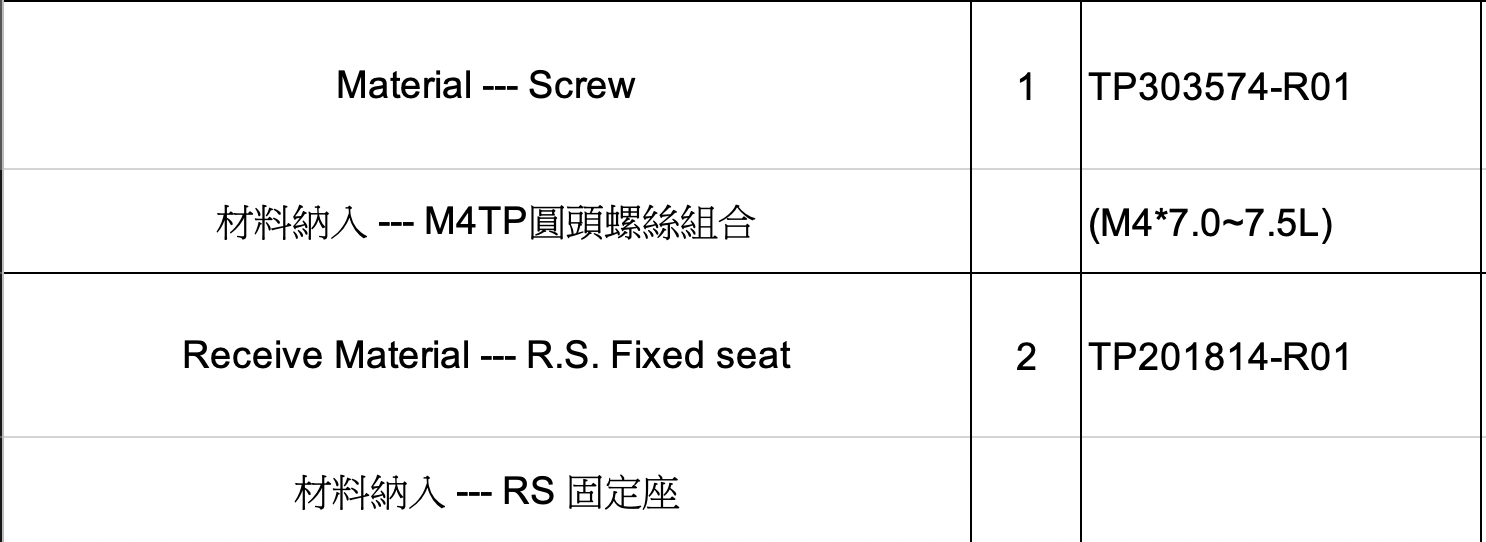 Material --- Screw 1 TP303574-R01
材料納入 --- M4TP圓頭螺絲組合 (M4*7.0~7.5L)
Receive Material --- R.S. Fixed seat 2 TP201814-R01
材料納入 --- RS 固定座